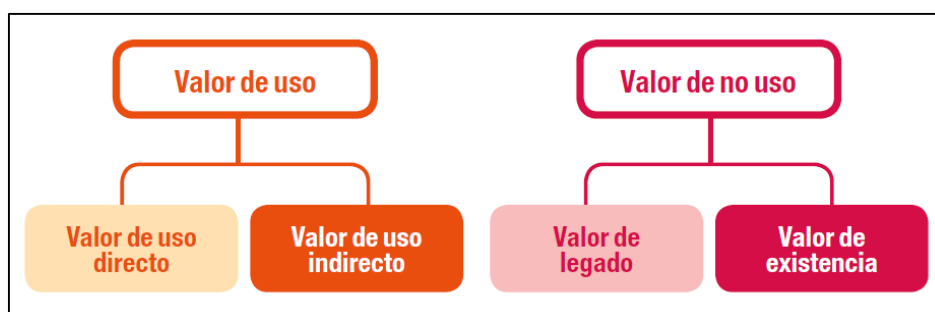 Valor de uso
Valor de no uso
Valor de uso
directo
Valor de uso
indirecto
Valor de
legado
Valor de
existencia